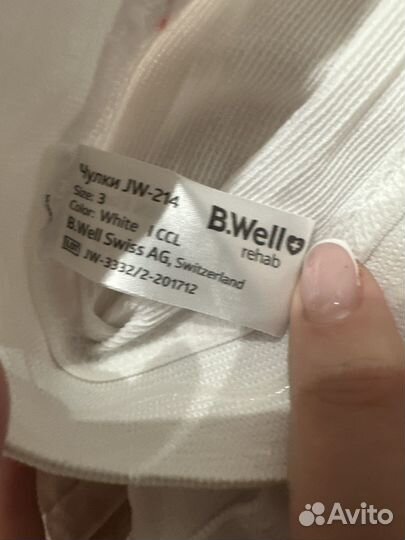 Чулки JW-214
Size: 3
Color: White I CCL
B.Well Swiss AG, Switzerland
LOT JW-3332/2-201712
B.Well
rehab
Avito